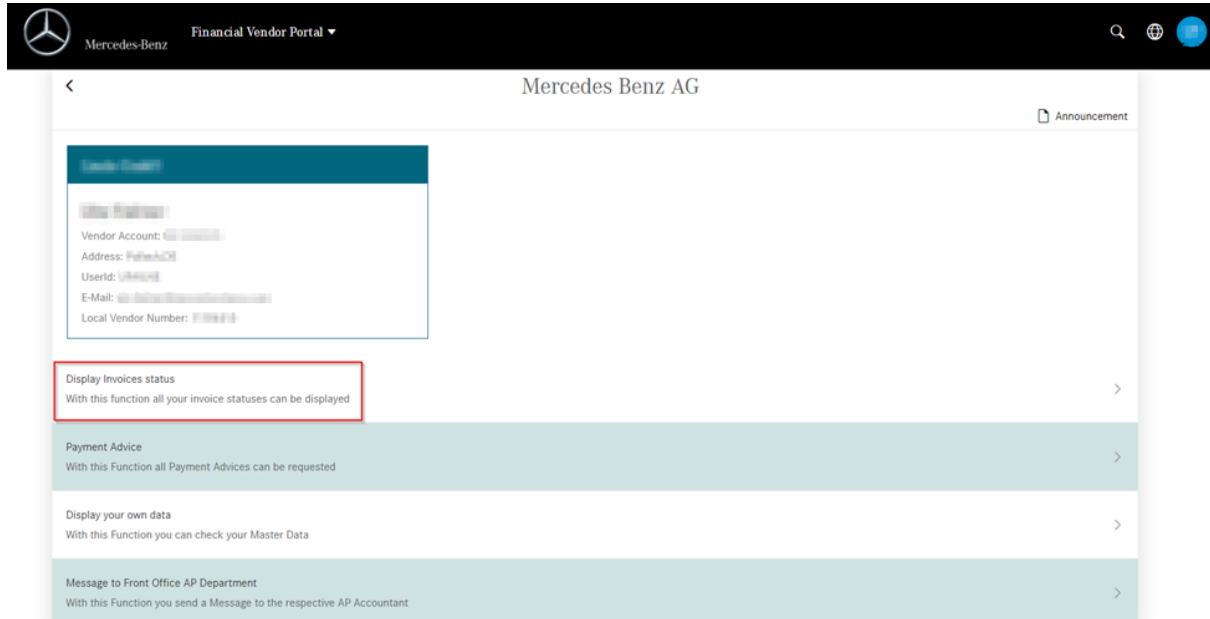 Mercedes-Benz
Financial Vendor Portal
Mercedes Benz AG
Announcement
Vendor Account:
Address:
UserId:
E-Mail:
Local Vendor Number:
Display Invoices status
With this function all your invoice statuses can be displayed
Payment Advice
With this Function all Payment Advices can be requested
Display your own data
With this Function you can check your Master Data
Message to Front Office AP Department
With this Function you send a Message to the respective AP Accountant